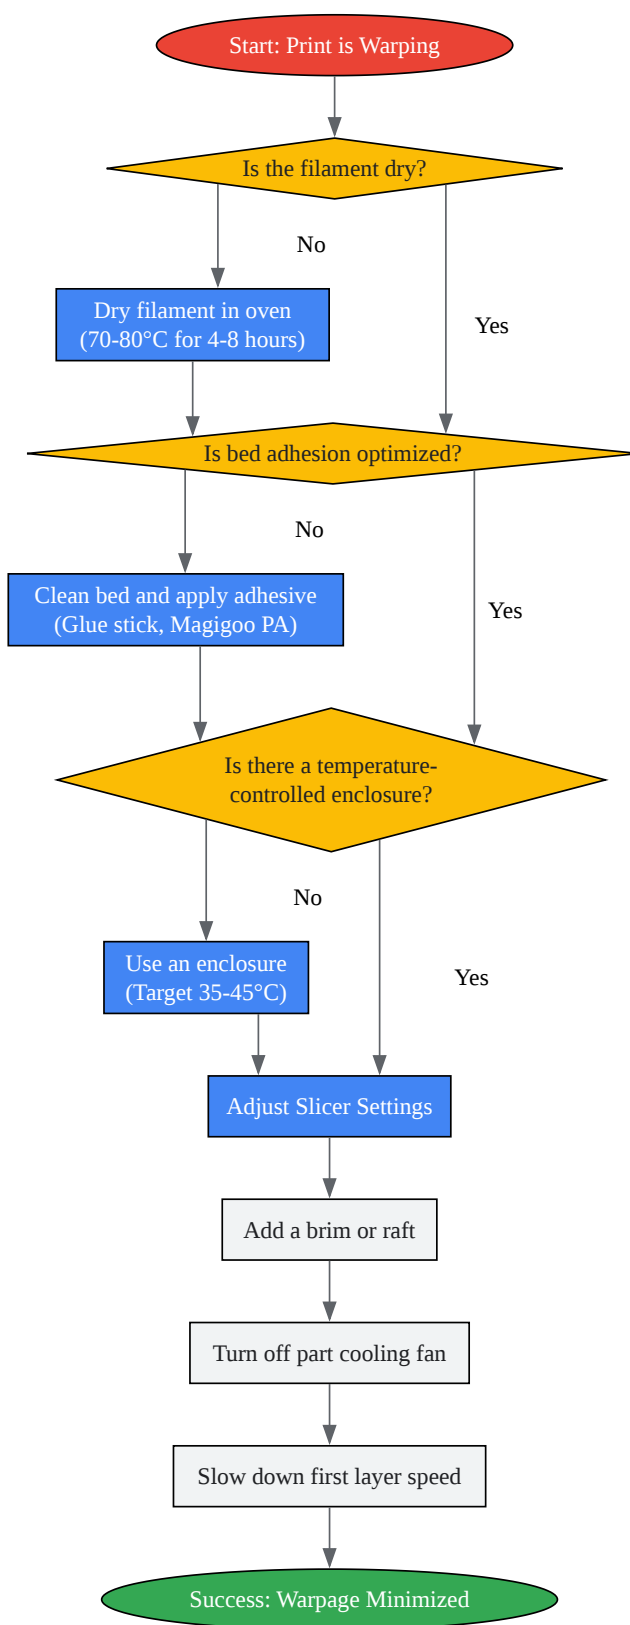 Start: Print is Warping
Is the filament dry?
No
Dry filament in oven
(70-80°C for 4-8 hours)
Yes
Is bed adhesion optimized?
No
Clean bed and apply adhesive
(Glue stick, Magigoo PA)
Yes
Is there a temperature-
controlled enclosure?
No
Use an enclosure
(Target 35-45°C)
Yes
Adjust Slicer Settings
Add a brim or raft
Turn off part cooling fan
Slow down first layer speed
Success: Warpage Minimized